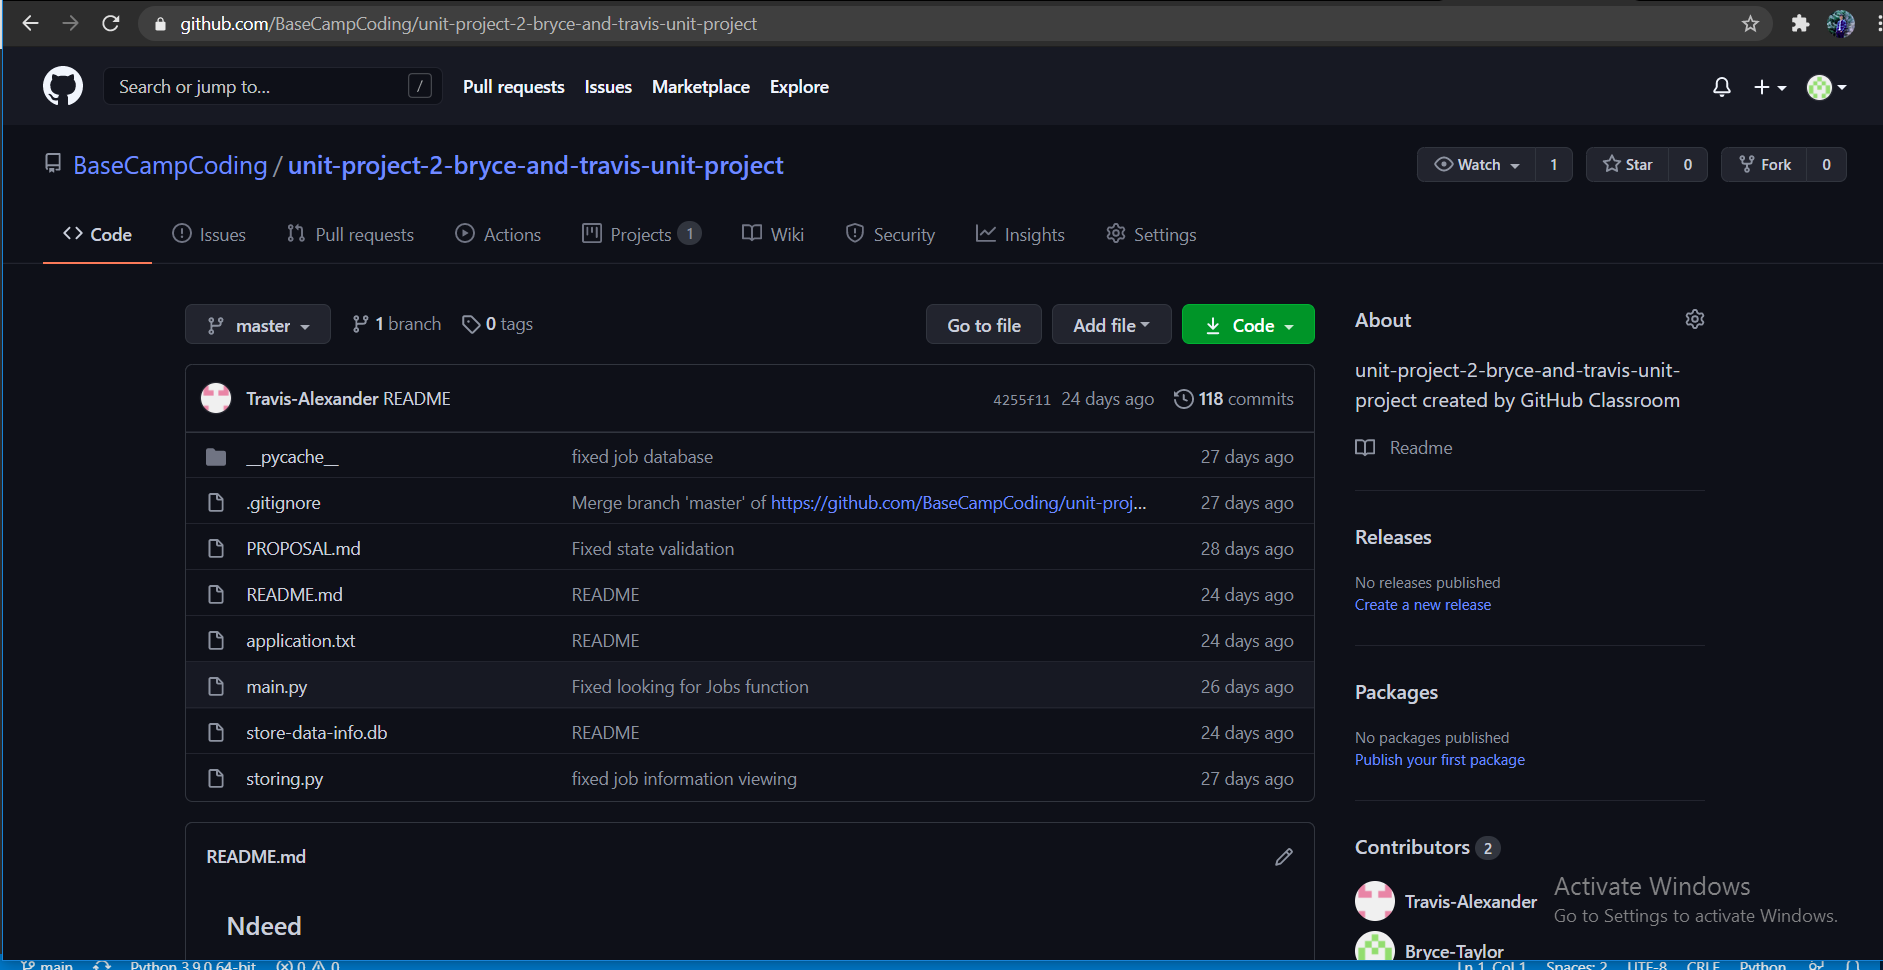 github.com/BaseCampCoding/unit-project-2-bryce-and-travis-unit-project
Search or jump to... /
Pull requests Issues Marketplace Explore
BaseCampCoding / unit-project-2-bryce-and-travis-unit-project
Watch 1 Star 0 Fork 0
Code Issues Pull requests Actions Projects 1 Wiki Security Insights Settings
master 1 branch 0 tags
Go to file Add file Code
Travis-Alexander README 4255f11 24 days ago 118 commits
__pycache__ fixed job database 27 days ago
.gitignore Merge branch 'master' of https://github.com/BaseCampCoding/unit-proj... 27 days ago
PROPOSAL.md Fixed state validation 28 days ago
README.md README 24 days ago
application.txt README 24 days ago
main.py Fixed looking for Jobs function 26 days ago
store-data-info.db README 24 days ago
storing.py fixed job information viewing 27 days ago
README.md
Ndeed
About
unit-project-2-bryce-and-travis-unit-
project created by GitHub Classroom
Readme
Releases
No releases published
Create a new release
Packages
No packages published
Publish your first package
Contributors 2
Travis-Alexander
Bryce-Taylor
Activate Windows
Go to Settings to activate Windows.
main Python 3.9.0 64-bit 0 0 Ln 1, Col 1 Spaces: 2 UTF-8 CRLF Python